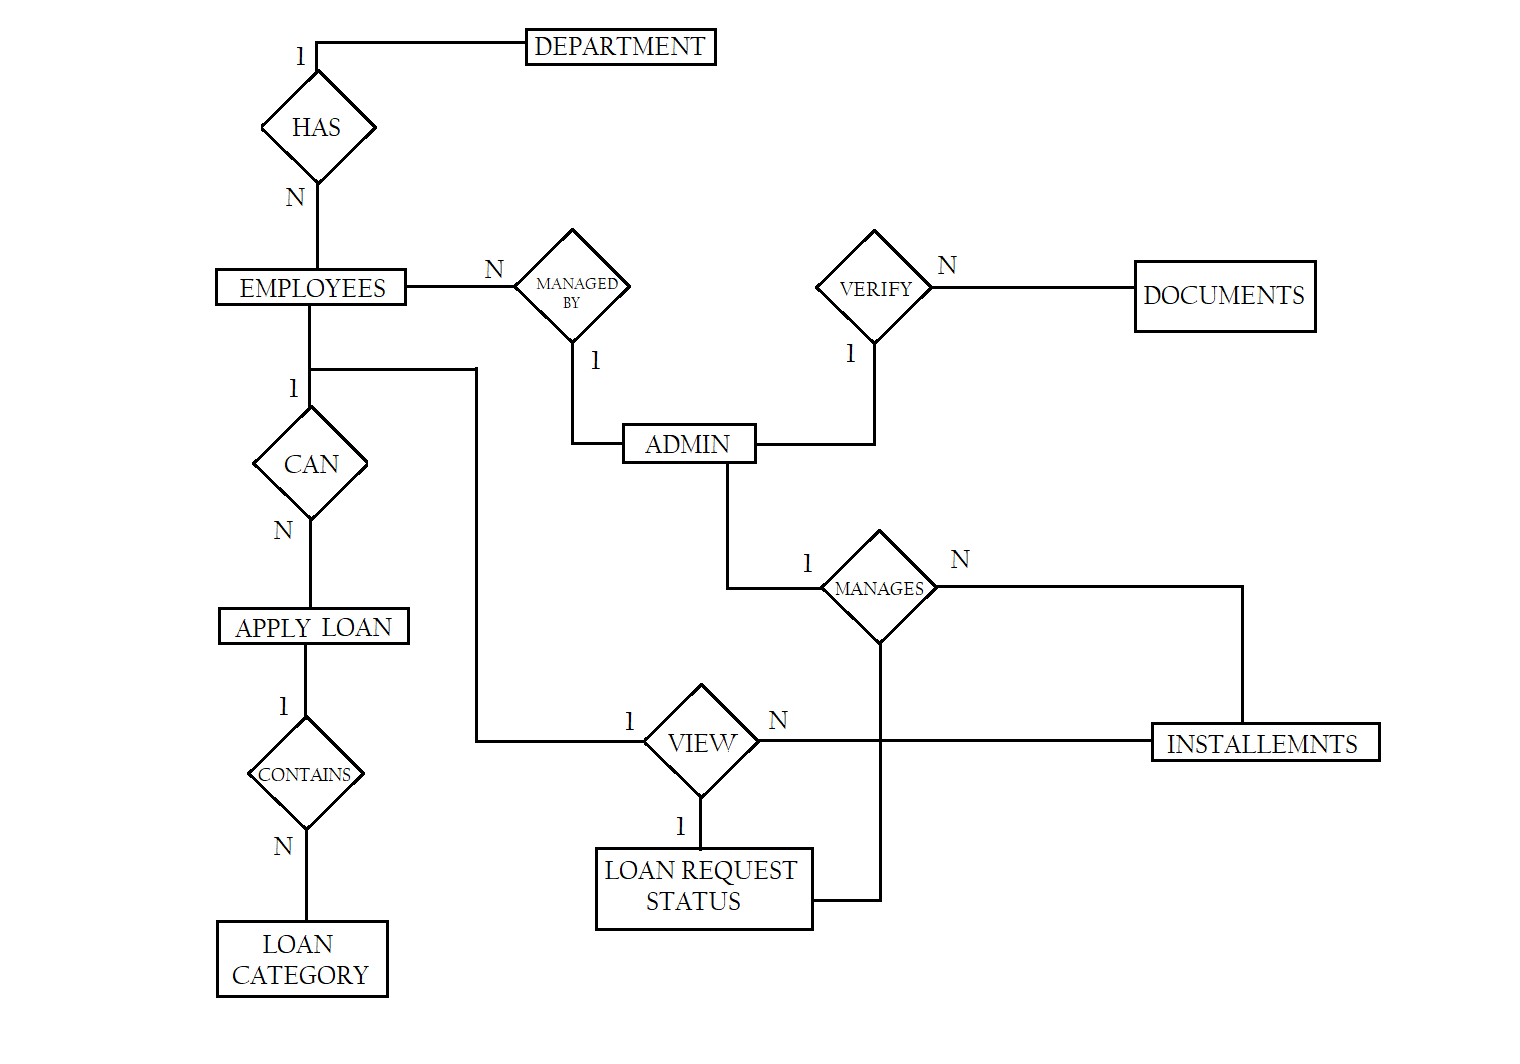 DEPARTMENT
1
HAS
N
EMPLOYEES
N
MANAGED
BY
1
VERIFY
N
DOCUMENTS
1
1
CAN
N
ADMIN
1
MANAGES
N
APPLY LOAN
1
CONTAINS
N
LOAN
CATEGORY
1
VIEW
N
INSTALLEMNTS
1
LOAN REQUEST
STATUS